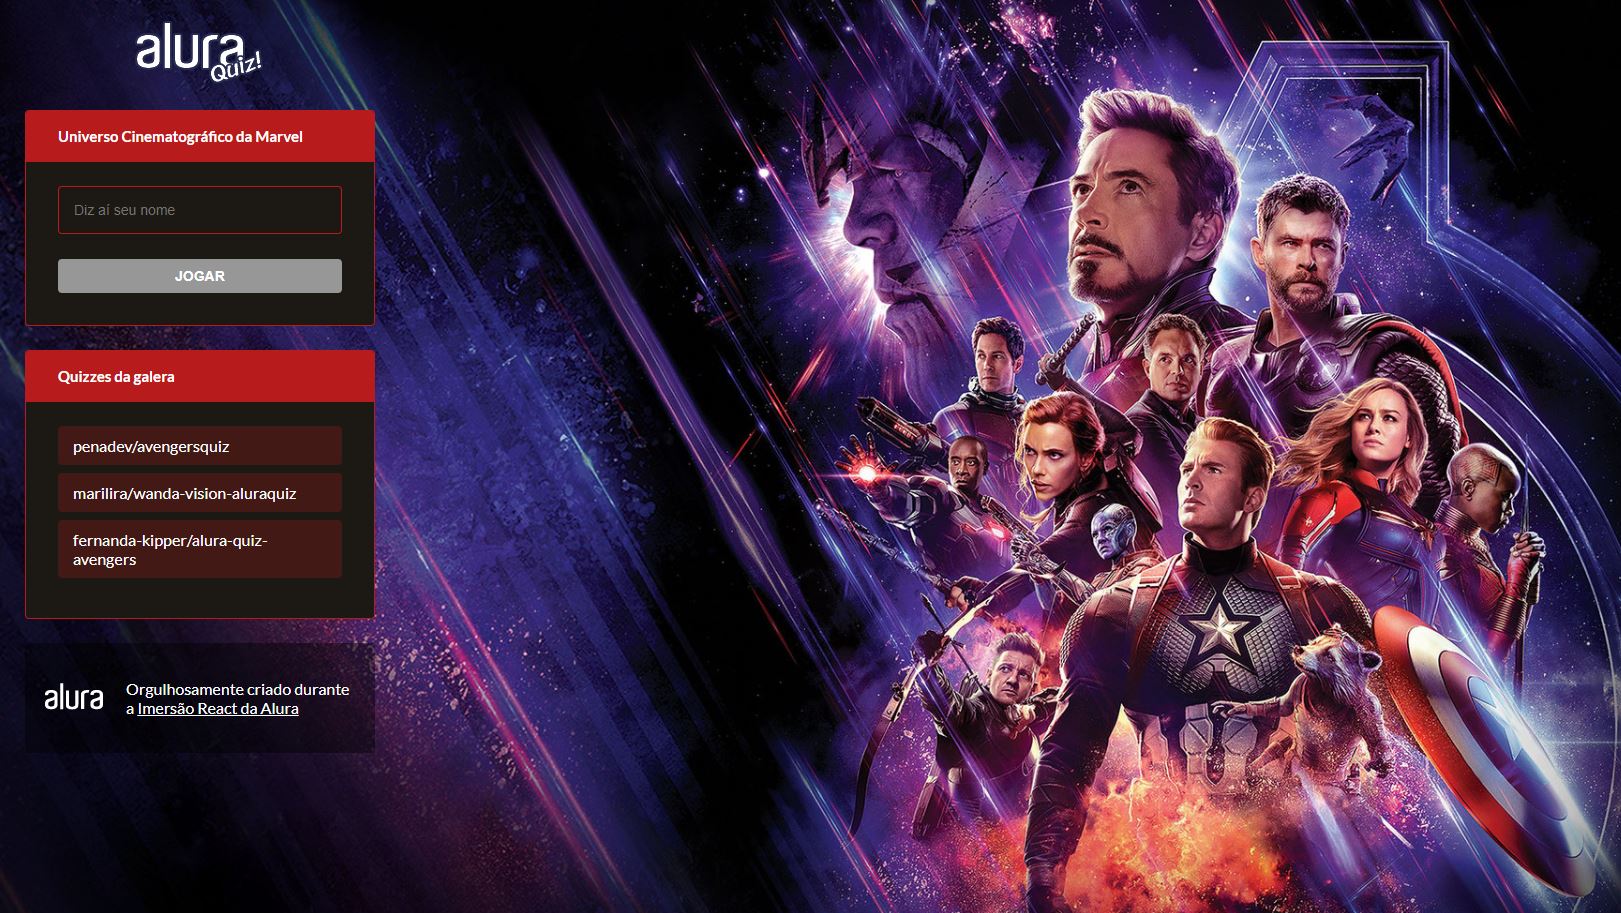 alura
Quiz!
Universo Cinematográfico da Marvel
Diz aí seu nome
JOGAR
Quizzes da galera
penadev/avengersquiz
marilira/wanda-vision-aluraquiz
fernanda-kipper/alura-quiz-
avengers
alura
Orgulhosamente criado durante
a Imersão React da Alura